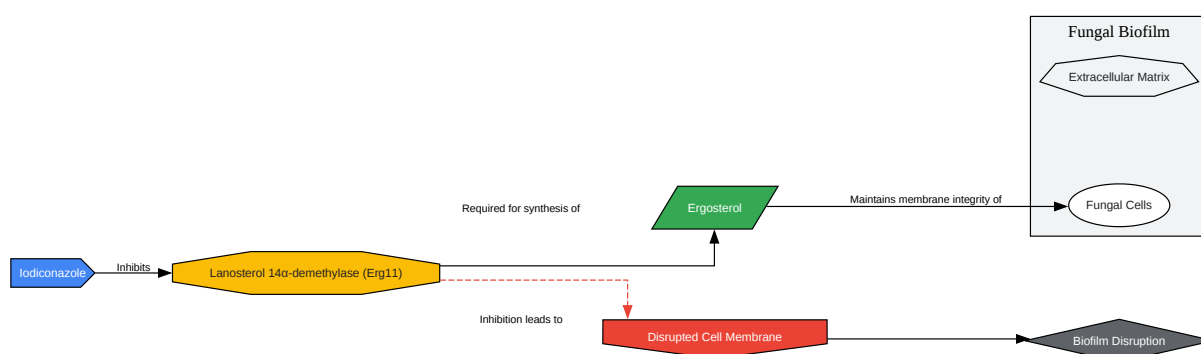 Fungal Biofilm
Extracellular Matrix
Required for synthesis of
Ergosterol
Maintains membrane integrity of
Fungal Cells
Iodiconazole
Inhibits
Lanosterol 14α-demethylase (Erg11)
Inhibition leads to
Disrupted Cell Membrane
Biofilm Disruption